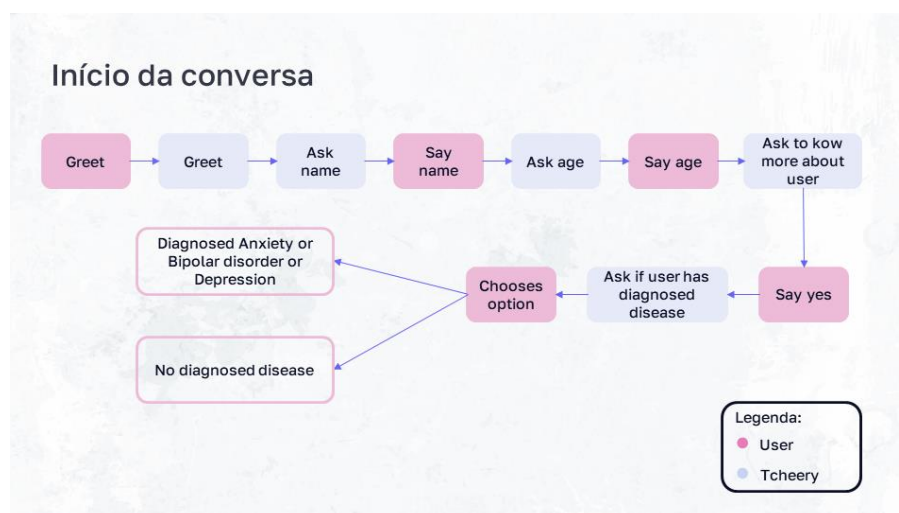 Início da conversa
Greet
Greet
Ask
name
Say
name
Ask age
Say age
Ask to kow
more about
user
Diagnosed Anxiety or
Bipolar disorder or
Depression
Chooses
option
Ask if user has
diagnosed
disease
Say yes
No diagnosed disease
Legenda:
User
Tcheery